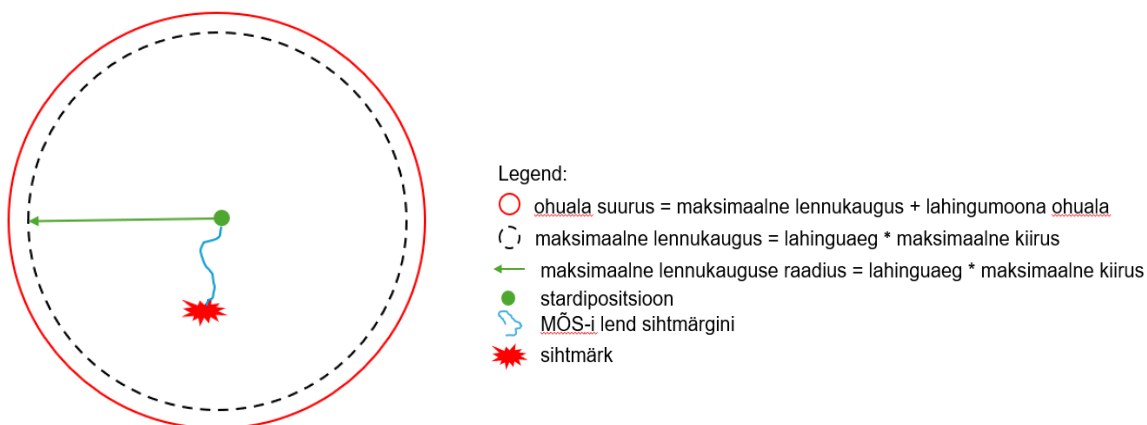 Legend:
ohuala suurus = maksimaalne lennukaugus + lahingumoona ohuala
maksimaalne lennukaugus = lahinguaeg * maksimaalne kiirus
maksimaalne lennukauguse raadius = lahinguaeg * maksimaalne kiirus
stardipositsioon
MÕS-i lend sihtmärgini
sihtmärk